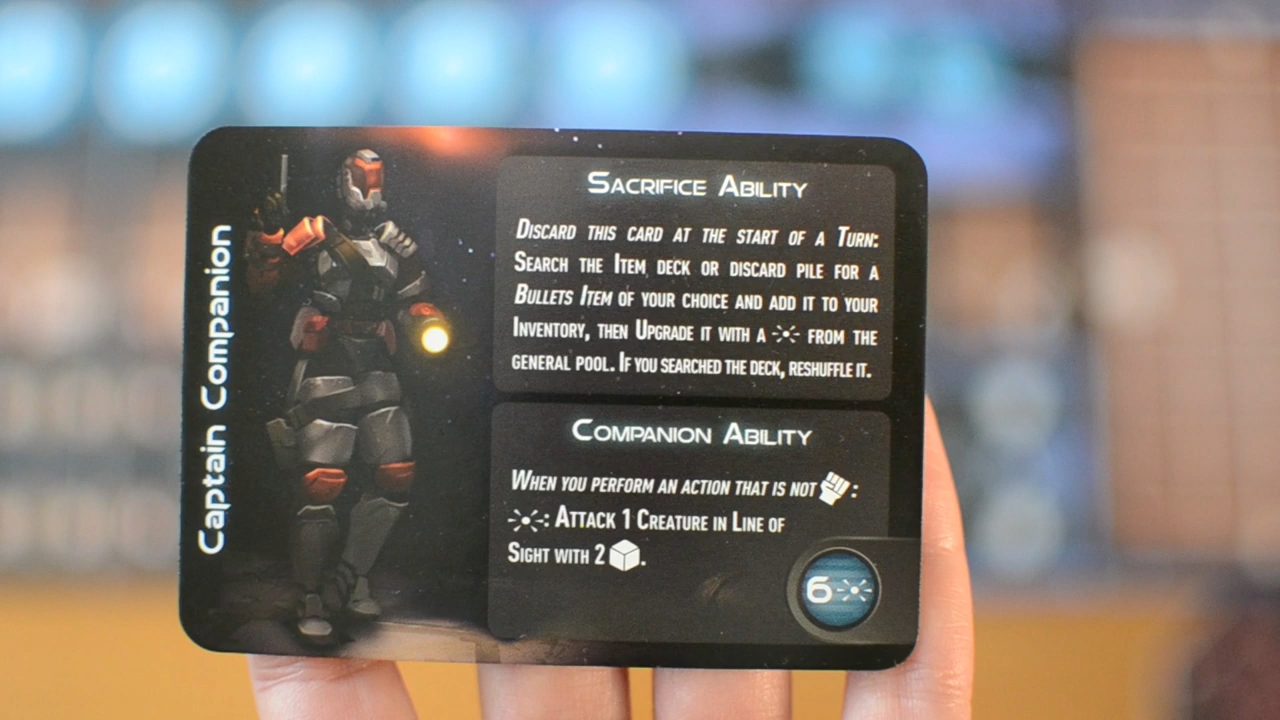 Captain Companion
Sacrifice Ability
Discard this card at the start of a Turn:
Search the Item deck or discard pile for a
Bullets Item of your choice and add it to your
Inventory, then Upgrade it with a from the
general pool. If you searched the deck, reshuffle it.
Companion Ability
When you perform an action that is not :
: Attack 1 Creature in Line of
Sight with 2 .
6